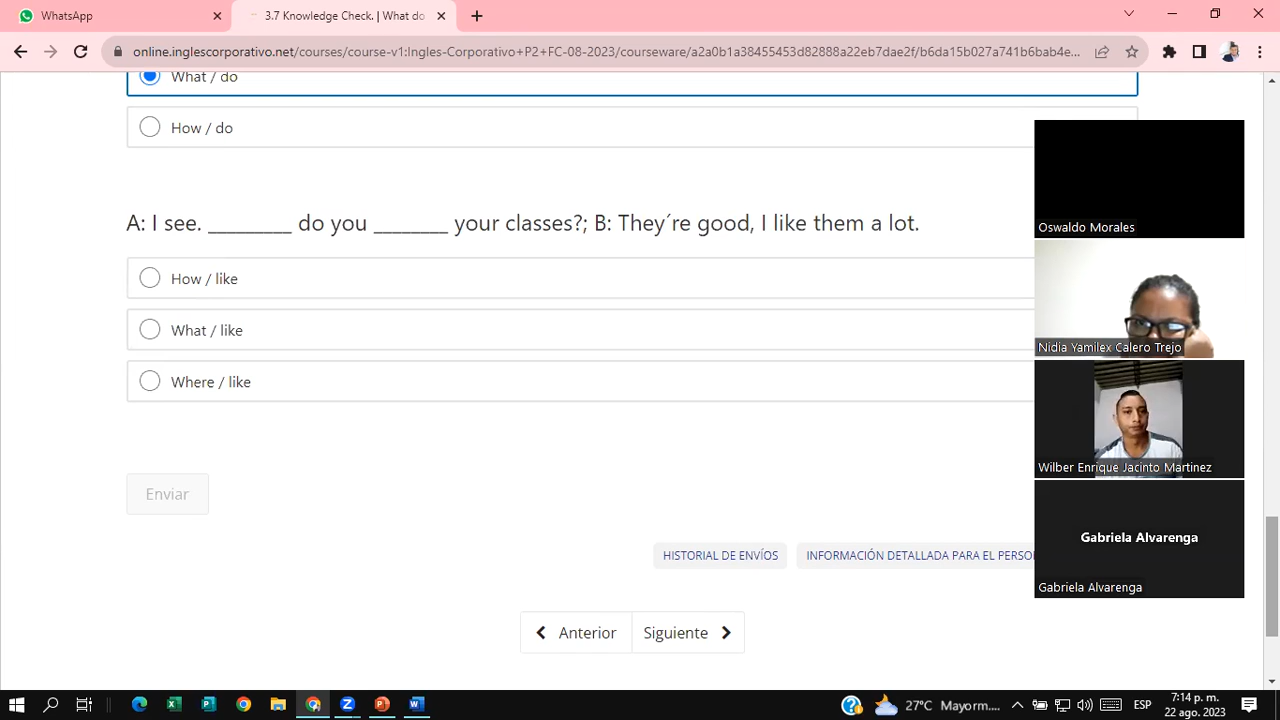 WhatsApp
3.7 Knowledge Check. | What do
online.inglescorporativo.net/courses/course-v1:Ingles-Corporativo+P2+FC-08-2023/courseware/a2a0b1a38455453d82888a22eb7dae2f/b6da15b027a741b6bab4e...
What / do
How / do
A: I see. _________ do you ________ your classes?; B: They´re good, I like them a lot.
How / like
What / like
Where / like
Enviar
HISTORIAL DE ENVÍOS
INFORMACIÓN DETALLADA PARA EL PERSO
Anterior
Siguiente
Oswaldo Morales
Nidia Yamilex Calero Trejo
Wilber Enrique Jacinto Martinez
Gabriela Alvarenga
Gabriela Alvarenga
27°C Mayorm....
ESP
7:14 p. m.
22 ago. 2023